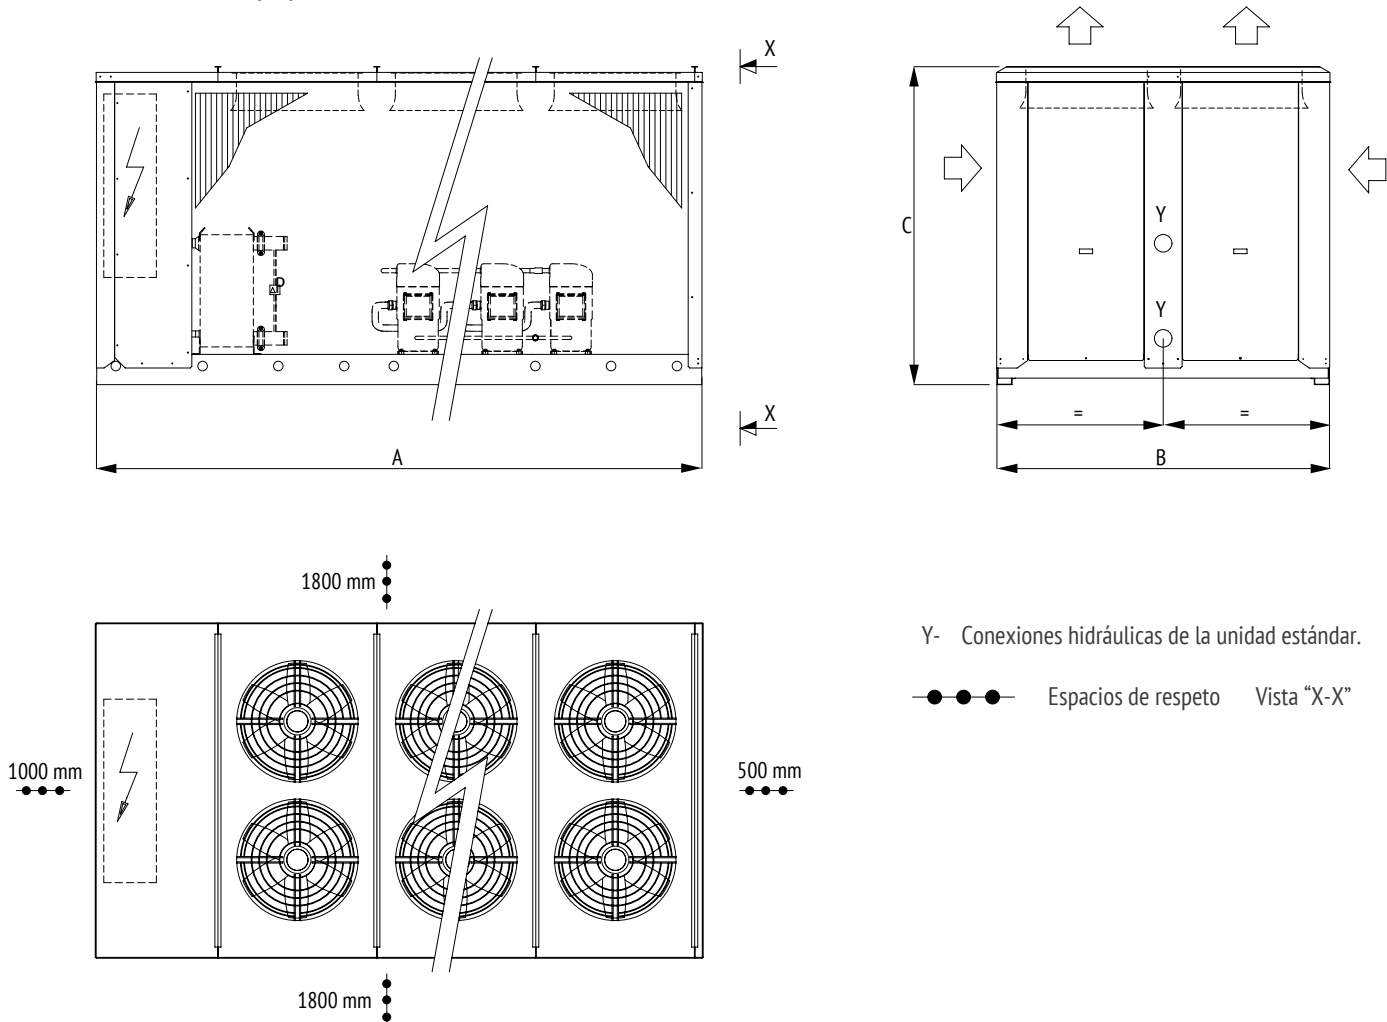 X
X
A
Y
Y
C
=
=
B
1800 mm
1000 mm
500 mm
1800 mm
Y- Conexiones hidráulicas de la unidad estándar.
Espacios de respeto Vista “X-X”